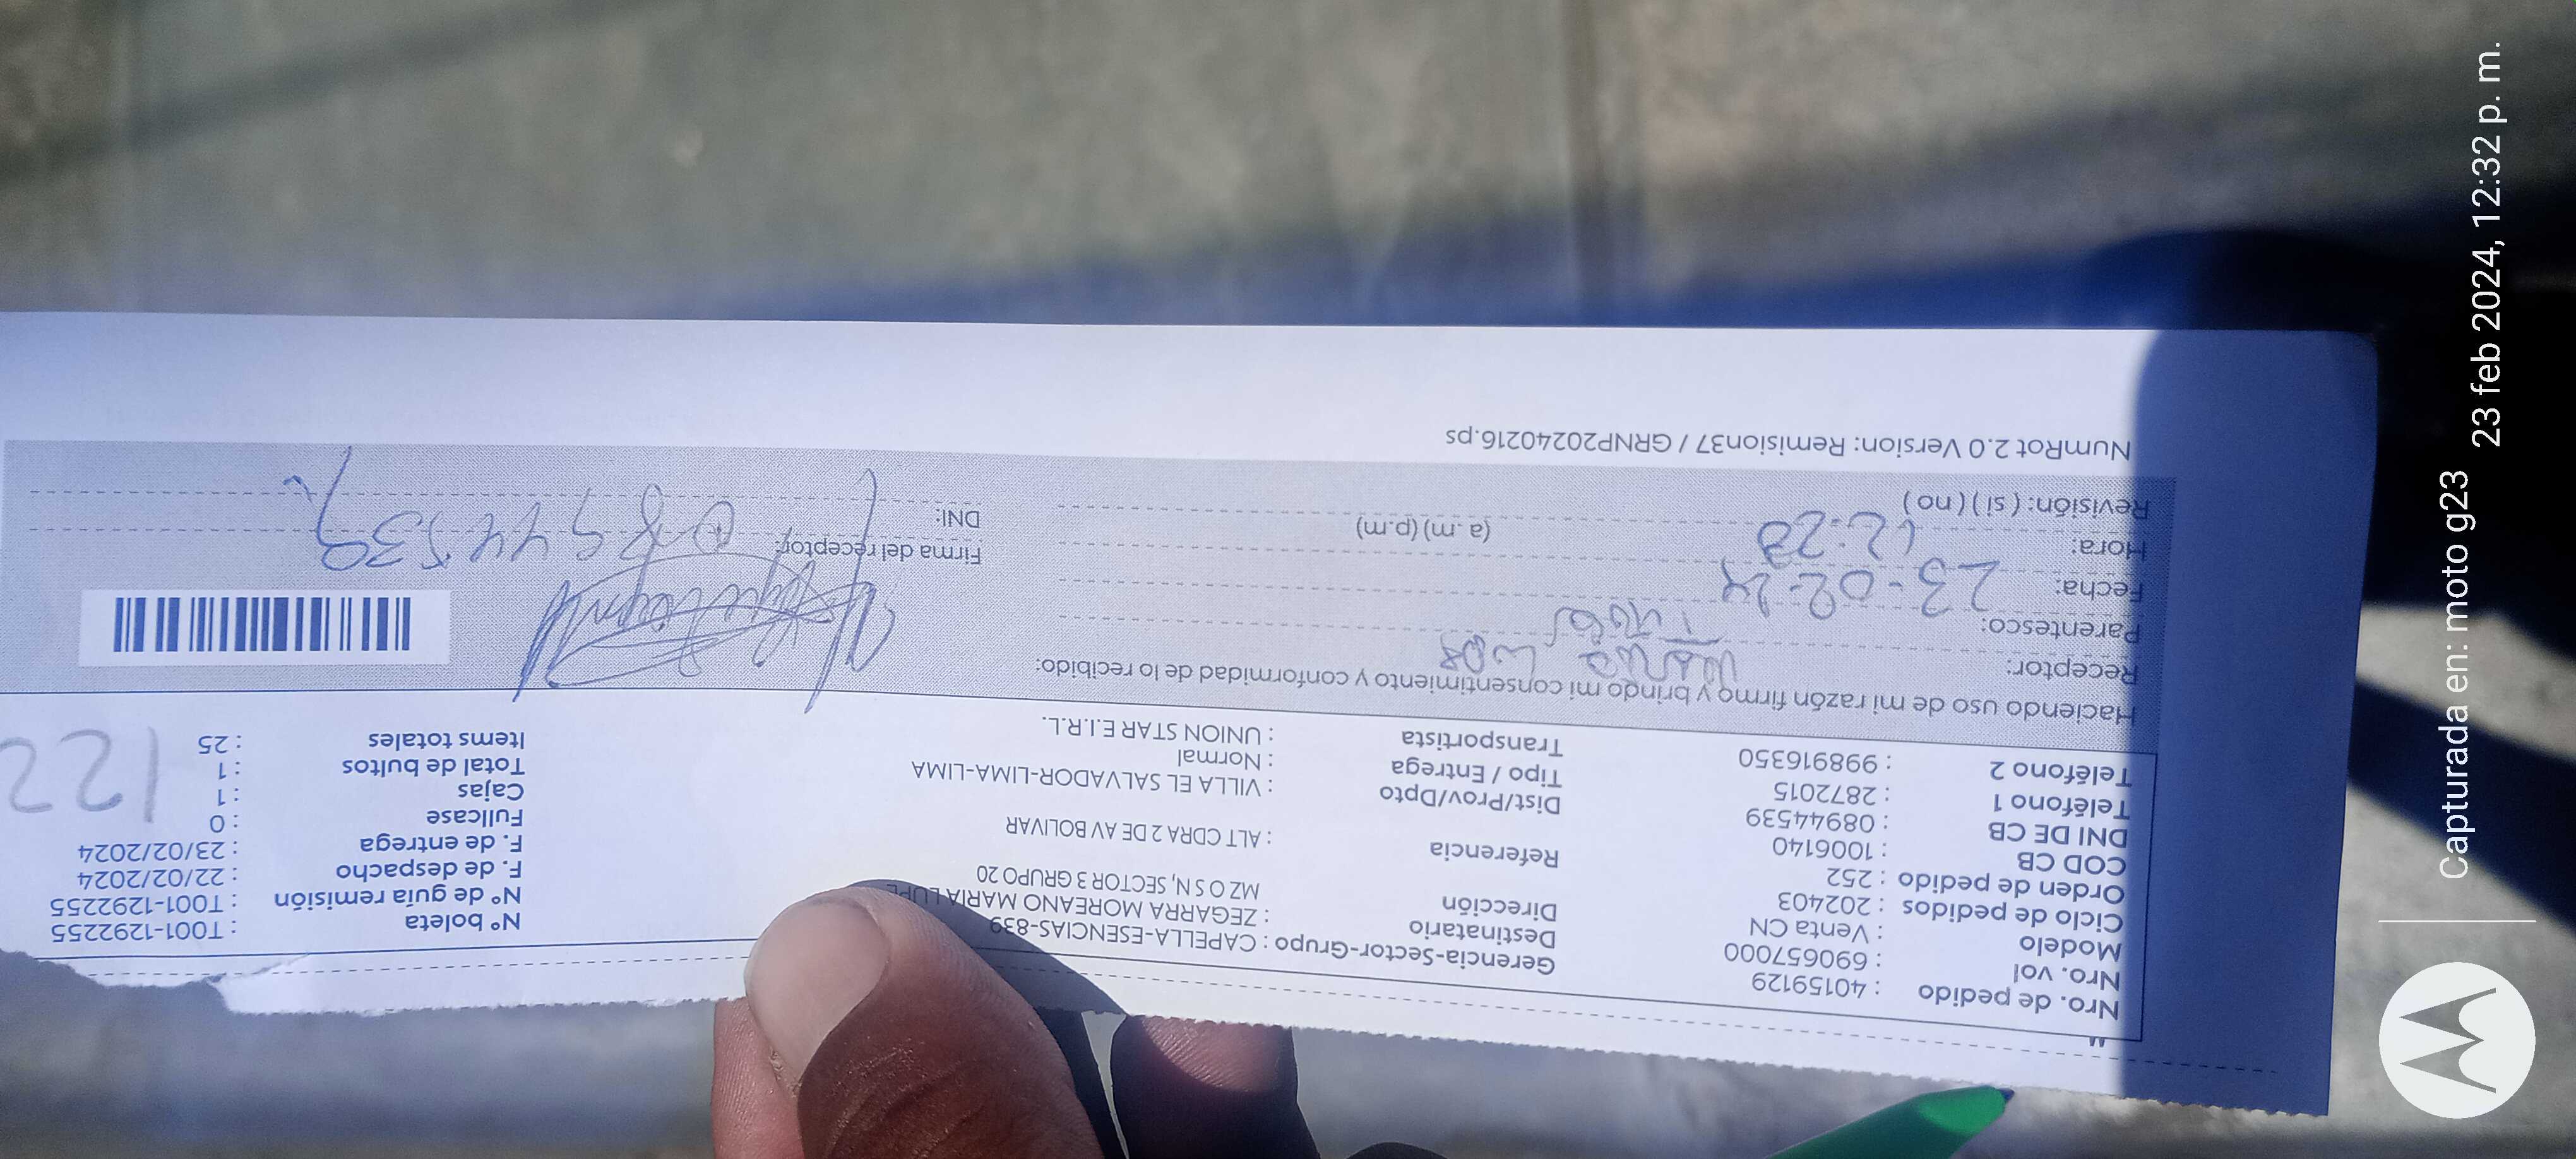 Nro. de pedido : 40159129
Nro. vol : 690657000
Modelo : Venta CN
Ciclo de pedidos : 202403
Orden de pedido : 252
COD CB : 1006140
DNI DE CB : 08944539
Teléfono 1 : 2872015
Teléfono 2 : 998916350
Gerencia-Sector-Grupo : CAPELLA-ESENCIAS-839
Destinatario : ZEGARRA MOREANO MARIA LUPE
Dirección MZ O S N, SECTOR 3 GRUPO 20
Referencia : ALT CDRA 2 DE AV BOLIVAR
Dist/Prov/Dpto : VILLA EL SALVADOR-LIMA-LIMA
Tipo / Entrega : Normal
Transportista : UNION STAR E.I.R.L.
N° boleta : T001-1292255
N° de guía remisión : T001-1292255
F. de despacho : 22/02/2024
F. de entrega : 23/02/2024
Fullcase : 0
Cajas : 1
Total de bultos : 1
Items totales : 25
122
Haciendo uso de mi razón firmo y brindo mi consentimiento y conformidad de lo recibido:
Receptor:
Parentesco:
Fecha: 23-02-24
Hora: 12:28 (a.m) (p.m)
Revisión: ( si ) ( no )
Firma del receptor:
DNI: 08944539
NumRot 2.0 Version: Remision37 / GRNP20240216.ps
Capturada en: moto g23
23 feb 2024, 12:32 p. m.